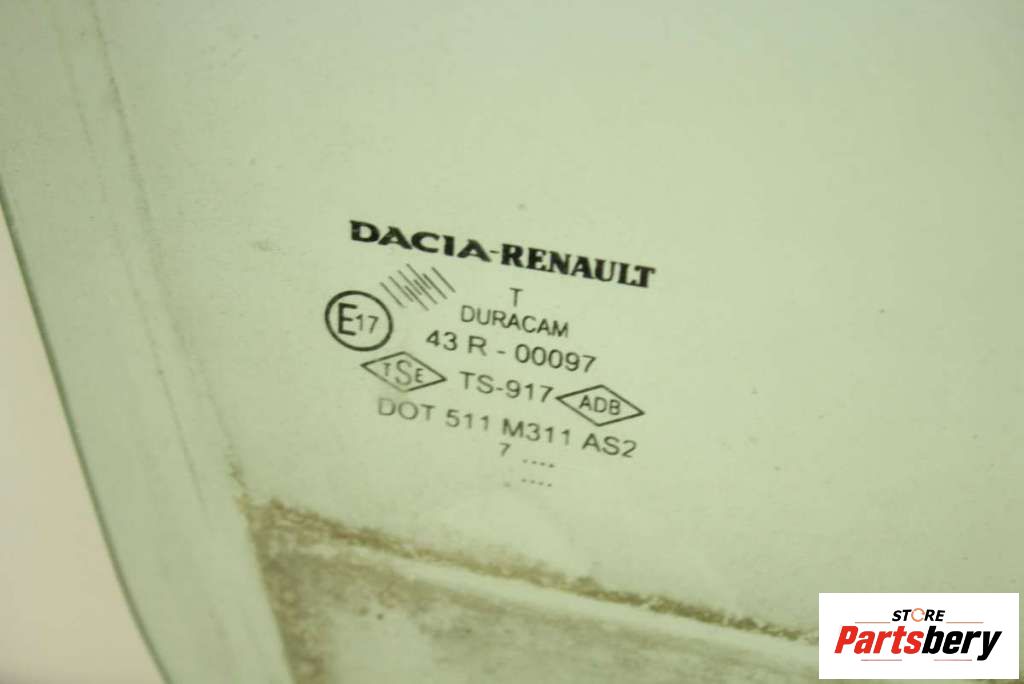 DACIA-RENAULT
T
DURACAM
E17
43 R - 00097
TSE TS-917 ADB
DOT 511 M311 AS2
7 ....
. ....
STORE
Partsbery